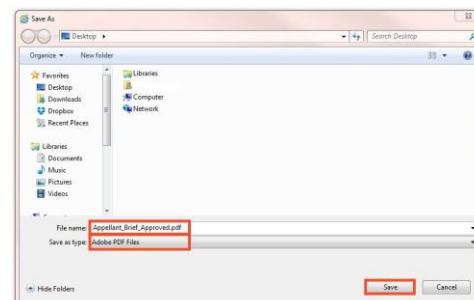 Save As
Desktop
Search Desktop
Organize
New folder
Favorites
Desktop
Downloads
Dropbox
Recent Places
Libraries
Documents
Music
Pictures
Videos
Libraries
Computer
Network
File name: Appellant_Brief_Approved.pdf
Save as type: Adobe PDF Files
Hide Folders
Save
Cancel